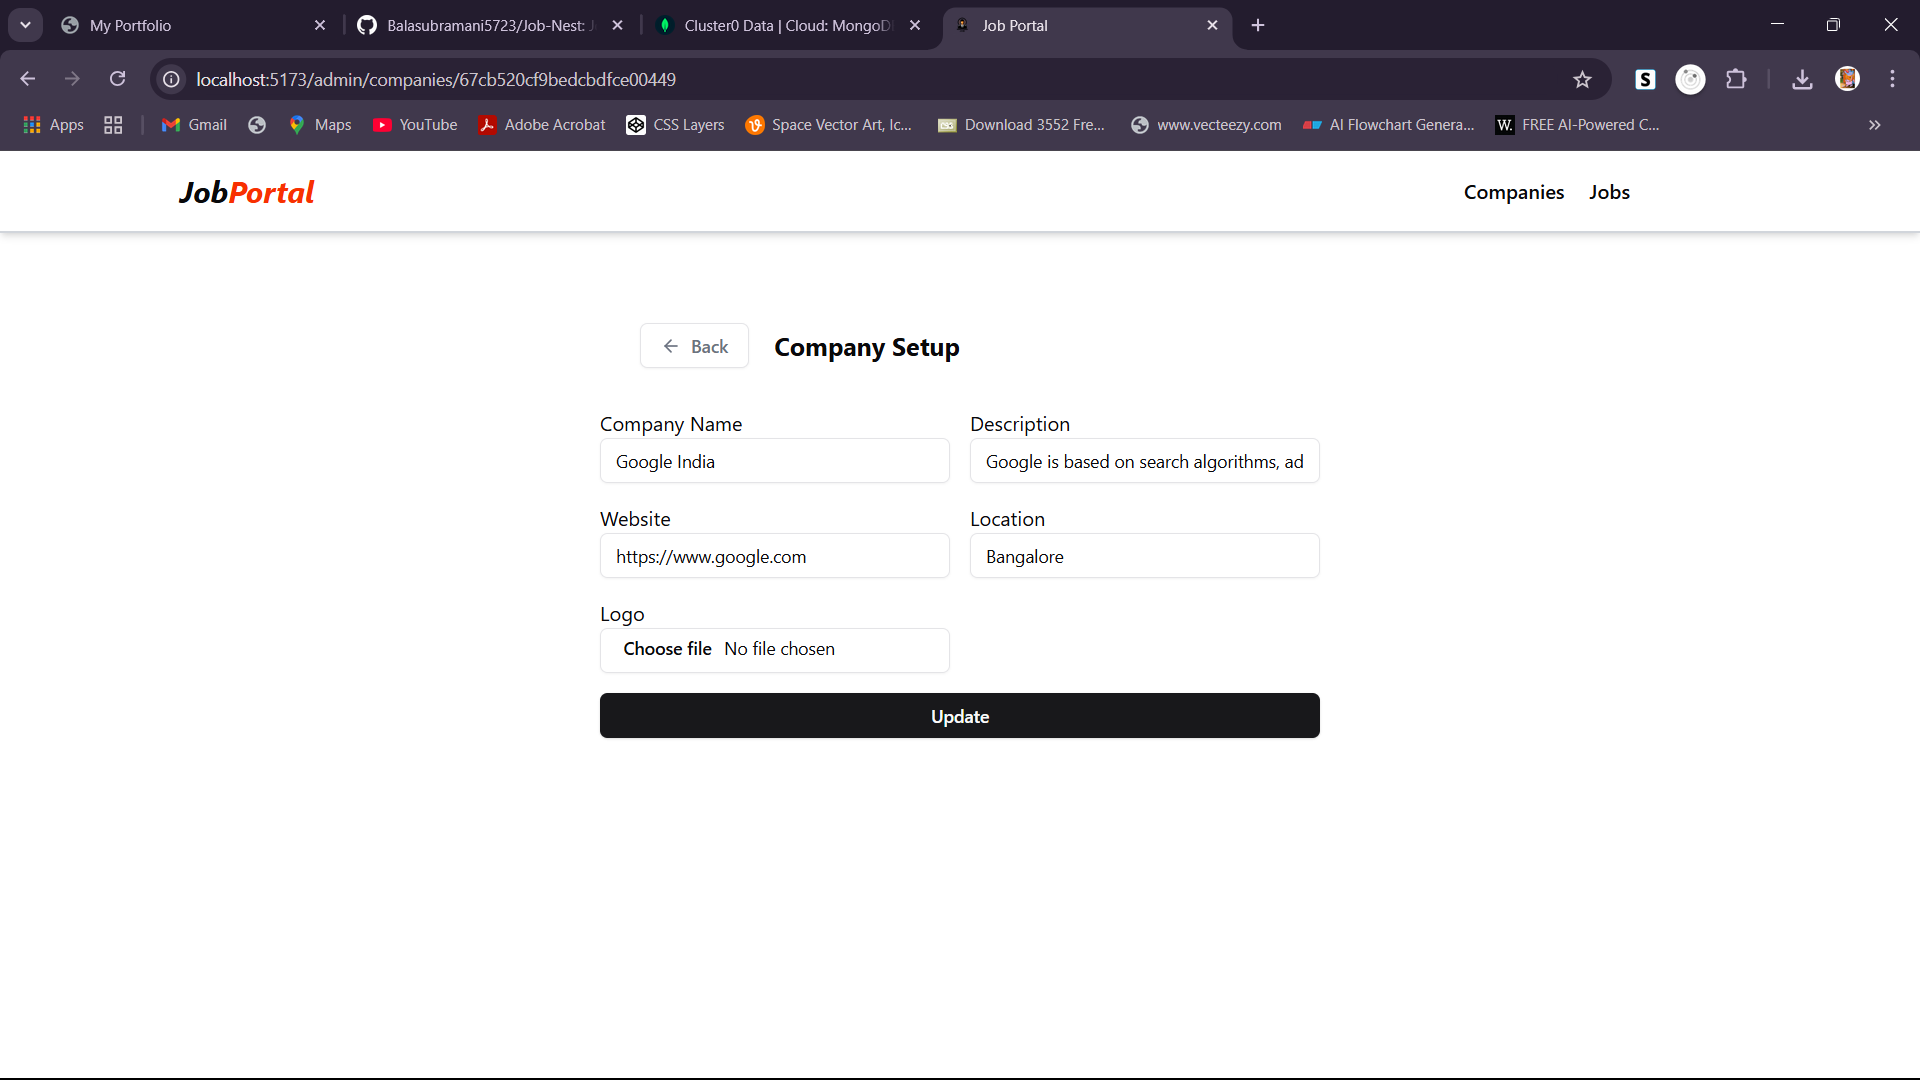 My Portfolio
Balasubramani5723/Job-Nest: J
Cluster0 Data | Cloud: MongoD
Job Portal
localhost:5173/admin/companies/67cb520cf9bedcbdfce00449
Apps
Gmail
Maps
YouTube
Adobe Acrobat
CSS Layers
Space Vector Art, Ic...
Download 3552 Fre...
www.vecteezy.com
AI Flowchart Genera...
W.
FREE AI-Powered C...
JobPortal
Companies
Jobs
Back
Company Setup
Company Name
Description
Google India
Google is based on search algorithms, ad
Website
Location
https://www.google.com
Bangalore
Logo
Choose file No file chosen
Update